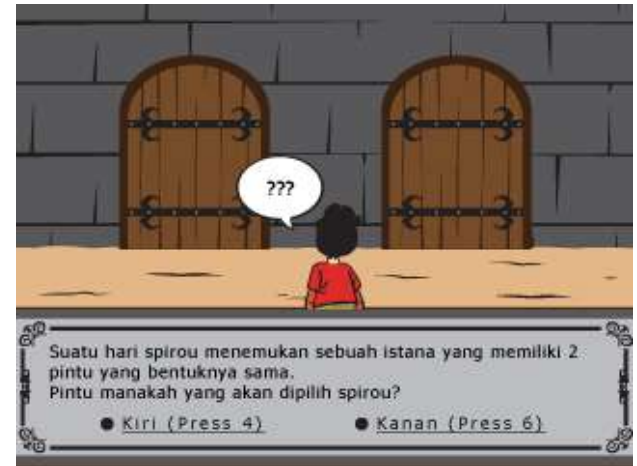 ???
Suatu hari spirou menemukan sebuah istana yang memiliki 2
pintu yang bentuknya sama.
Pintu manakah yang akan dipilih spirou?
● Kiri (Press 4) ● Kanan (Press 6)